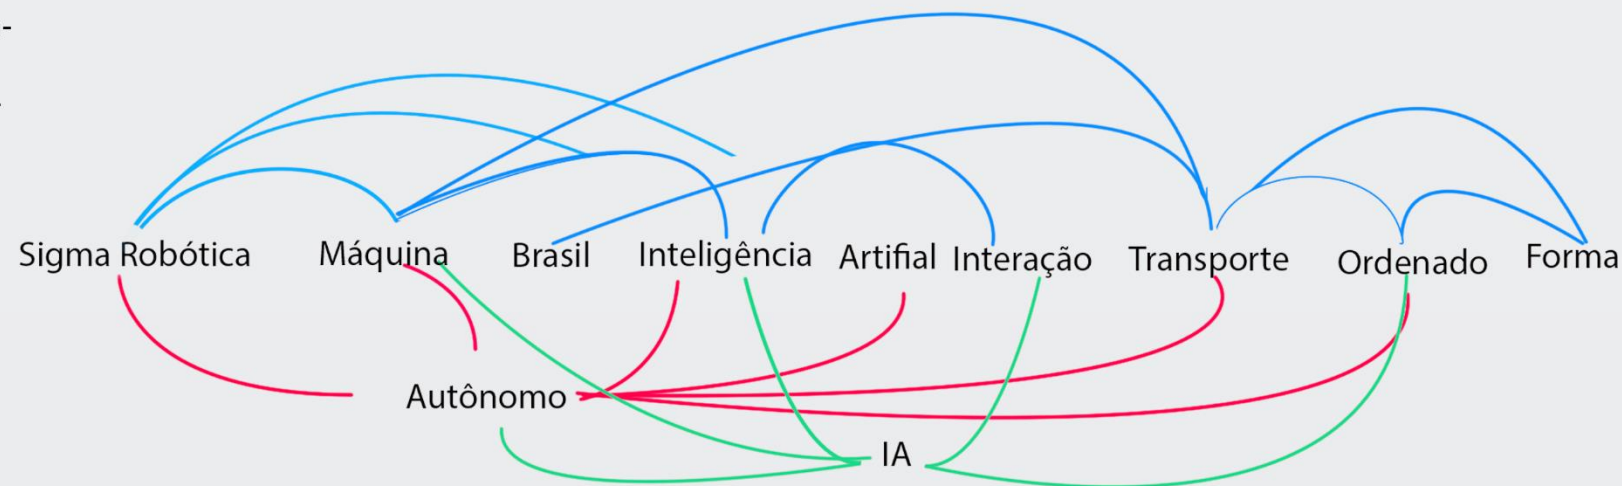 Sigma Robótica Máquina Brasil Inteligência Artifial Interação Transporte Ordenado Forma
Autônomo
IA